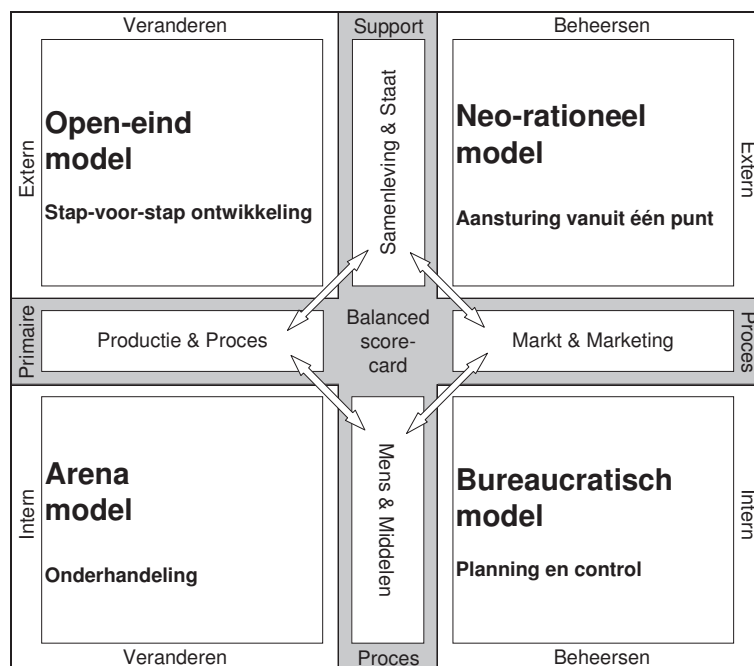 Veranderen
Support
Beheersen
Extern
Open-eind
model
Stap-voor-stap ontwikkeling
Samenleving & Staat
Neo-rationeel
model
Aansturing vanuit één punt
Extern
Primaire
Productie & Proces
Balanced
score-
card
Markt & Marketing
Proces
Intern
Arena
model
Onderhandeling
Mens & Middelen
Bureaucratisch
model
Planning en control
Intern
Veranderen
Proces
Beheersen